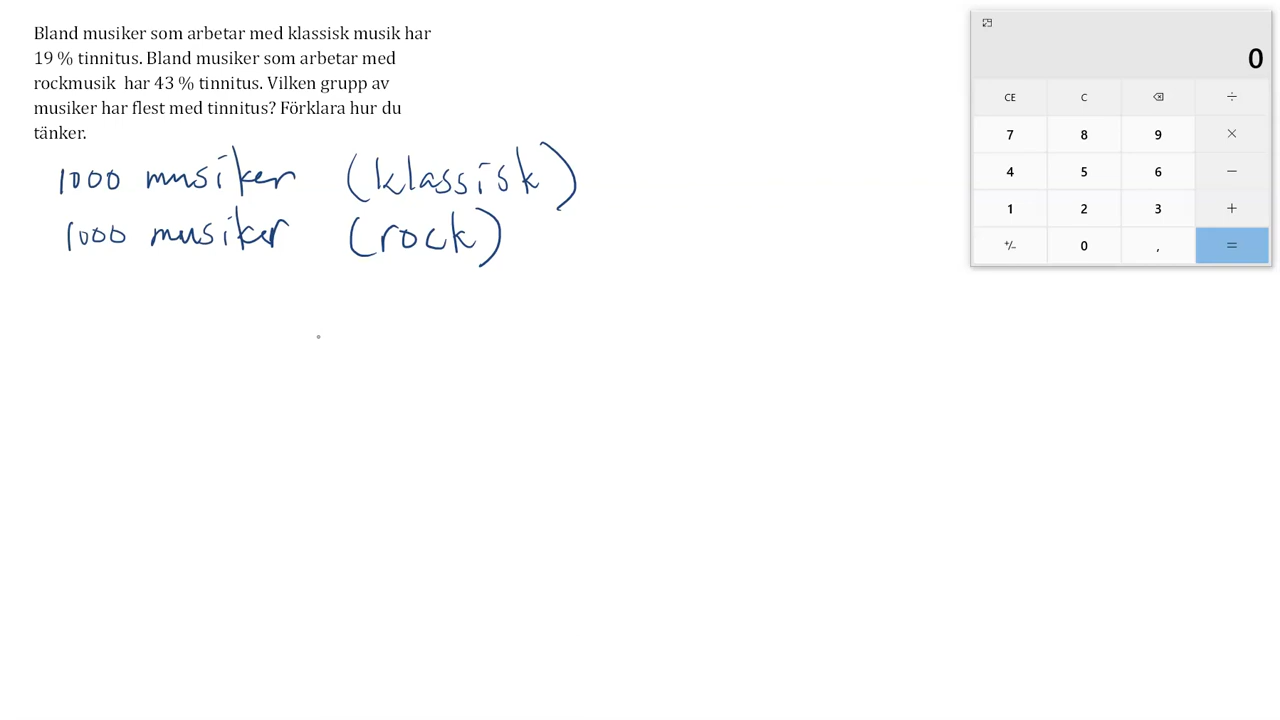 Bland musiker som arbetar med klassisk musik har
19 % tinnitus. Bland musiker som arbetar med
rockmusik har 43 % tinnitus. Vilken grupp av
musiker har flest med tinnitus? Förklara hur du
tänker.
1000 musiker (klassisk)
1000 musiker (rock)
0
CE C ⌫ ÷
7 8 9 ×
4 5 6 −
1 2 3 +
+/− 0 , =